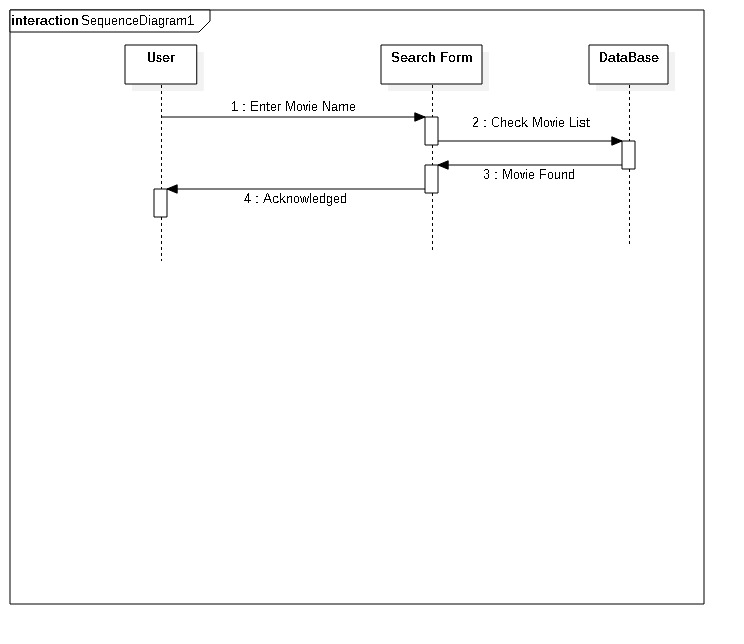 interaction SequenceDiagram1
User
Search Form
DataBase
1 : Enter Movie Name
2 : Check Movie List
3 : Movie Found
4 : Acknowledged